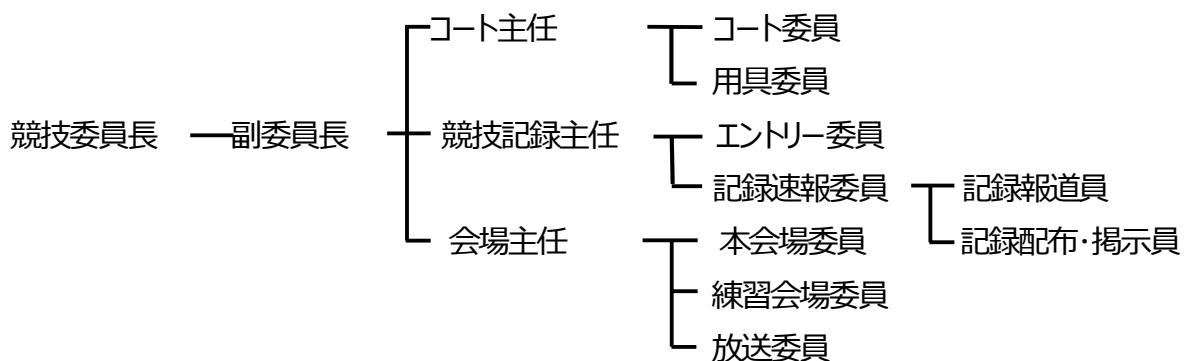 コート主任 コート委員
用具委員
競技委員長 副委員長 競技記録主任 エントリー委員
記録速報委員 記録報道員
会場主任 本会場委員 記録配布・掲示員
練習会場委員
放送委員